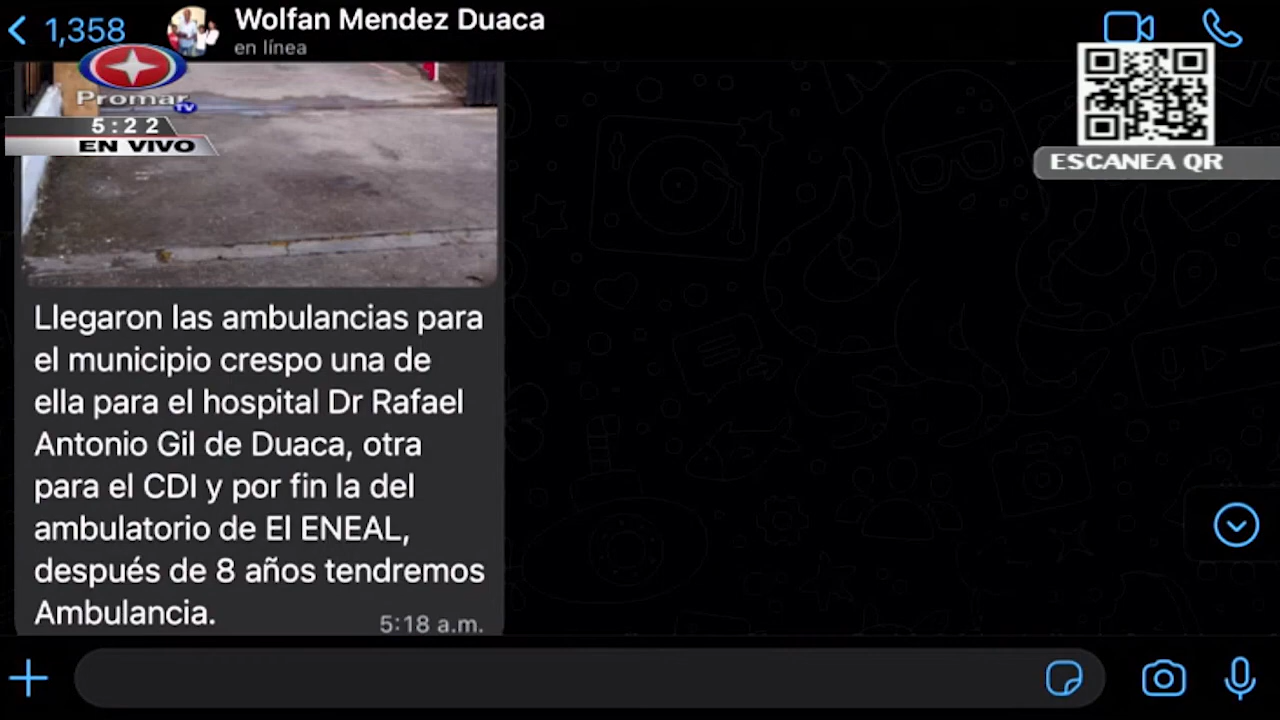 1,358
Wolfan Mendez Duaca
en línea
Promar
TV
5:22
EN VIVO
ESCANEA QR
Llegaron las ambulancias para
el municipio crespo una de
ella para el hospital Dr Rafael
Antonio Gil de Duaca, otra
para el CDI y por fin la del
ambulatorio de El ENEAL,
después de 8 años tendremos
Ambulancia.
5:18 a.m.